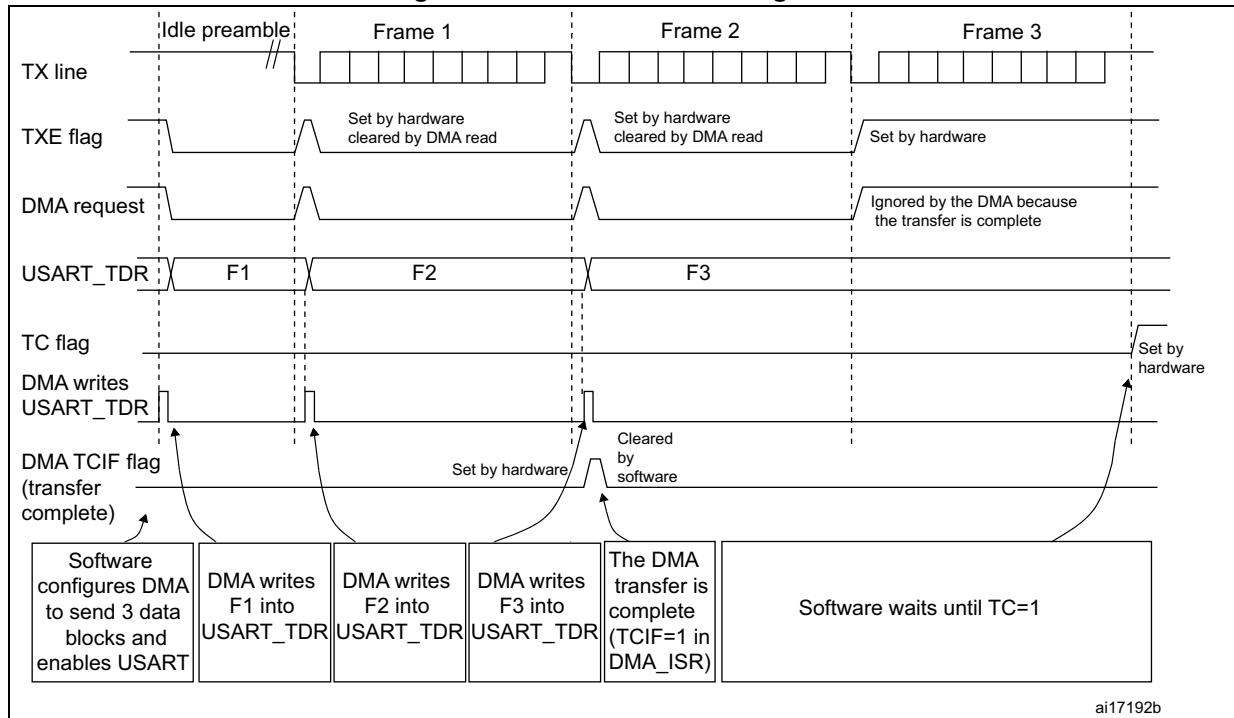 Idle preamble
Frame 1
Frame 2
Frame 3
TX line
TXE flag
Set by hardware
cleared by DMA read
Set by hardware
cleared by DMA read
Set by hardware
DMA request
Ignored by the DMA because
the transfer is complete
USART_TDR
F1
F2
F3
TC flag
Set by
hardware
DMA writes
USART_TDR
DMA TCIF flag
(transfer
complete)
Set by hardware
Cleared
by
software
Software
configures DMA
to send 3 data
blocks and
enables USART
DMA writes
F1 into
USART_TDR
DMA writes
F2 into
USART_TDR
DMA writes
F3 into
USART_TDR
The DMA
transfer is
complete
(TCIF=1 in
DMA_ISR)
Software waits until TC=1
ai17192b